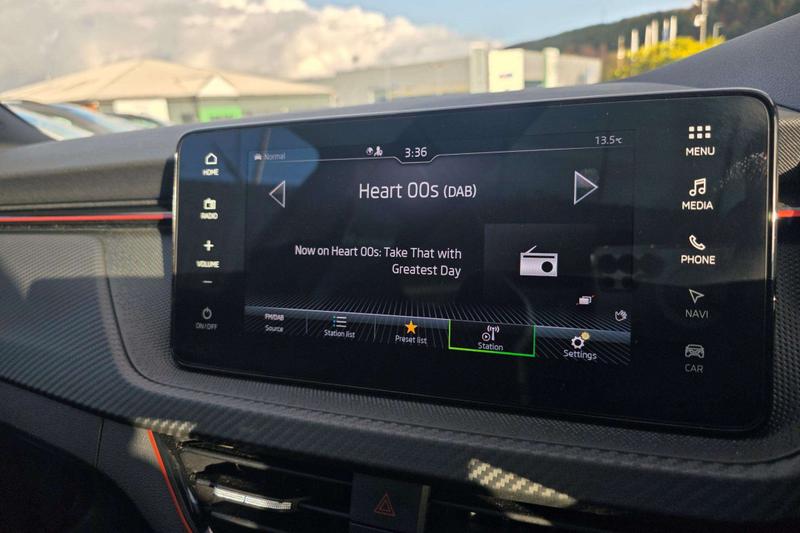 HOME
RADIO
+
VOLUME
−
ON/OFF
Normal
3:36
13.5°C
Heart 00s (DAB)
Now on Heart 00s: Take That with
Greatest Day
FM/DAB
Source
Station list
Preset list
Station
Settings
MENU
MEDIA
PHONE
NAVI
CAR